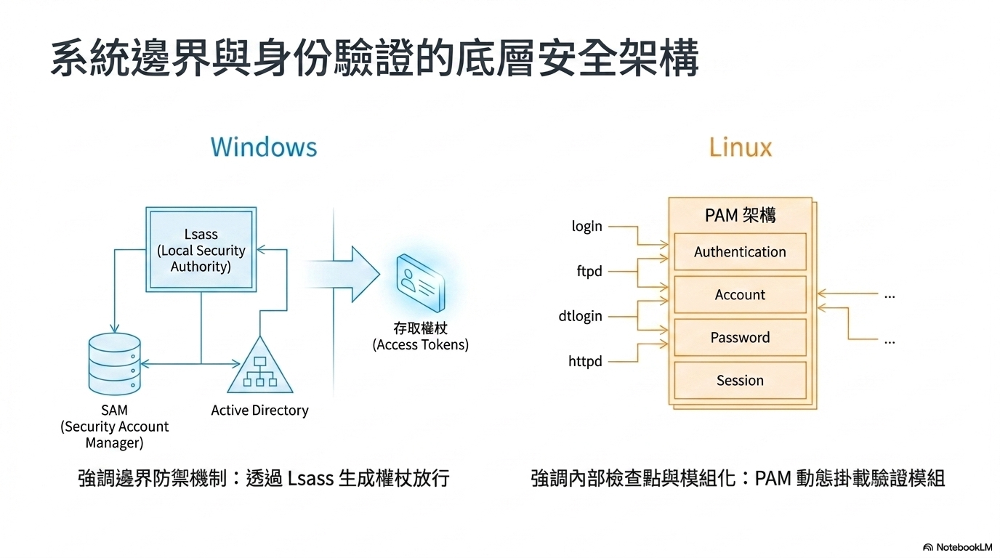 系統邊界與身份驗證的底層安全架構
Windows
Lsass
(Local Security
Authority)
SAM
(Security Account
Manager)
Active Directory
存取權杖
(Access Tokens)
強調邊界防禦機制：透過 Lsass 生成權杖放行
Linux
login
ftpd
dtlogin
httpd
PAM 架構
Authentication
Account
Password
Session
...
...
強調內部檢查點與模組化：PAM 動態掛載驗證模組
NotebookLM